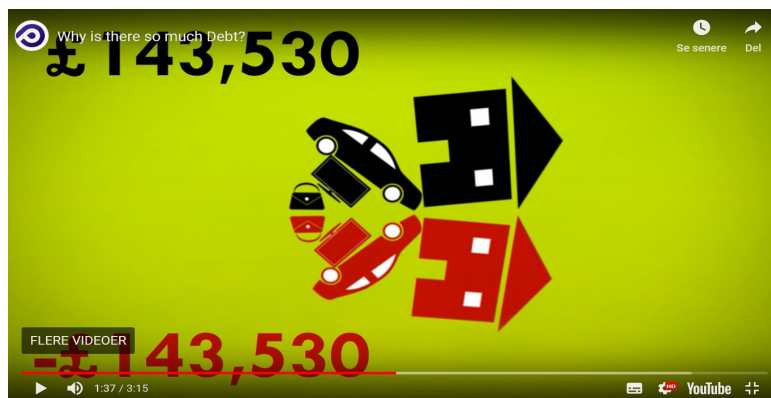 Why is there so much Debt?
£143,530
Se senere
Del
FLERE VIDEOER
-£143,530
1:37 / 3:15
HD
YouTube